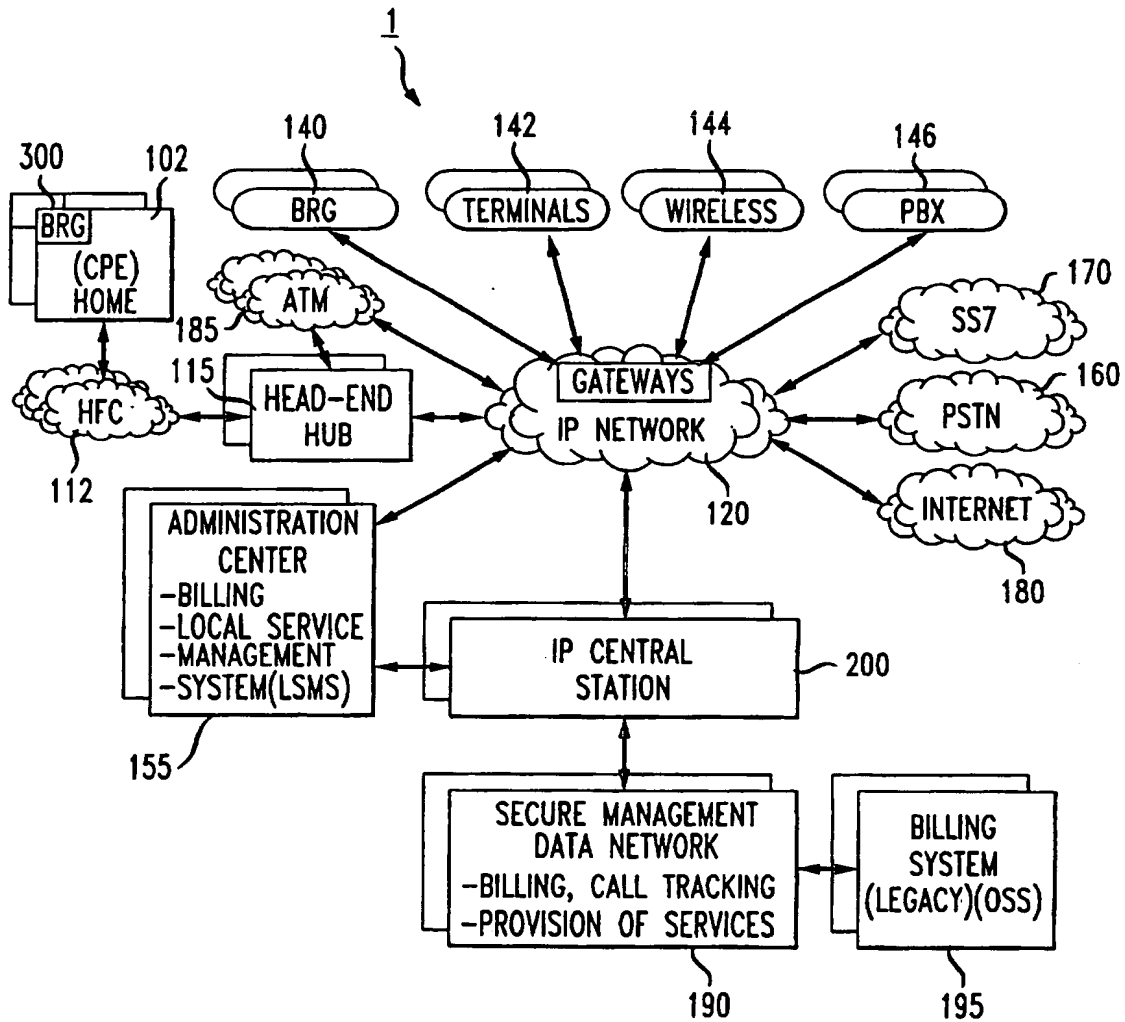 1
140
142
144
146
300
102
BRG
TERMINALS
WIRELESS
PBX
BRG
(CPE)
HOME
ATM
185
170
SS7
115
HEAD-END
HUB
GATEWAYS
IP NETWORK
160
PSTN
HFC
112
120
INTERNET
180
ADMINISTRATION
CENTER
-BILLING
-LOCAL SERVICE
-MANAGEMENT
-SYSTEM(LSMS)
155
IP CENTRAL
STATION
200
SECURE MANAGEMENT
DATA NETWORK
-BILLING, CALL TRACKING
-PROVISION OF SERVICES
190
BILLING
SYSTEM
(LEGACY)(OSS)
195